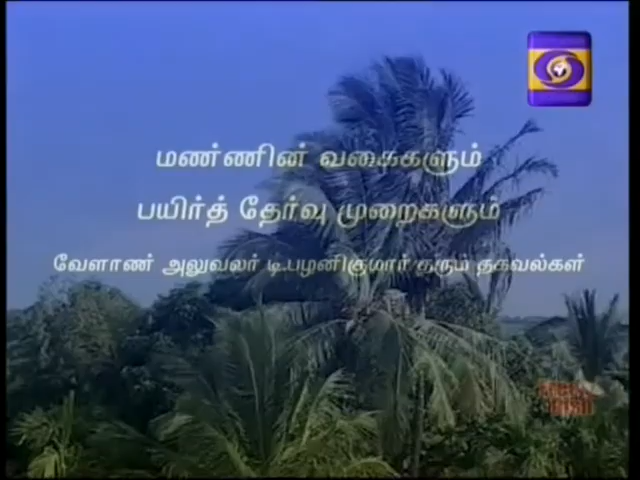 மண்ணின் வகைகளும்
பயிர்த் தேர்வு முறைகளும்
வேளாண் அலுவலர் டி.பழனிகுமார் தரும் தகவல்கள்